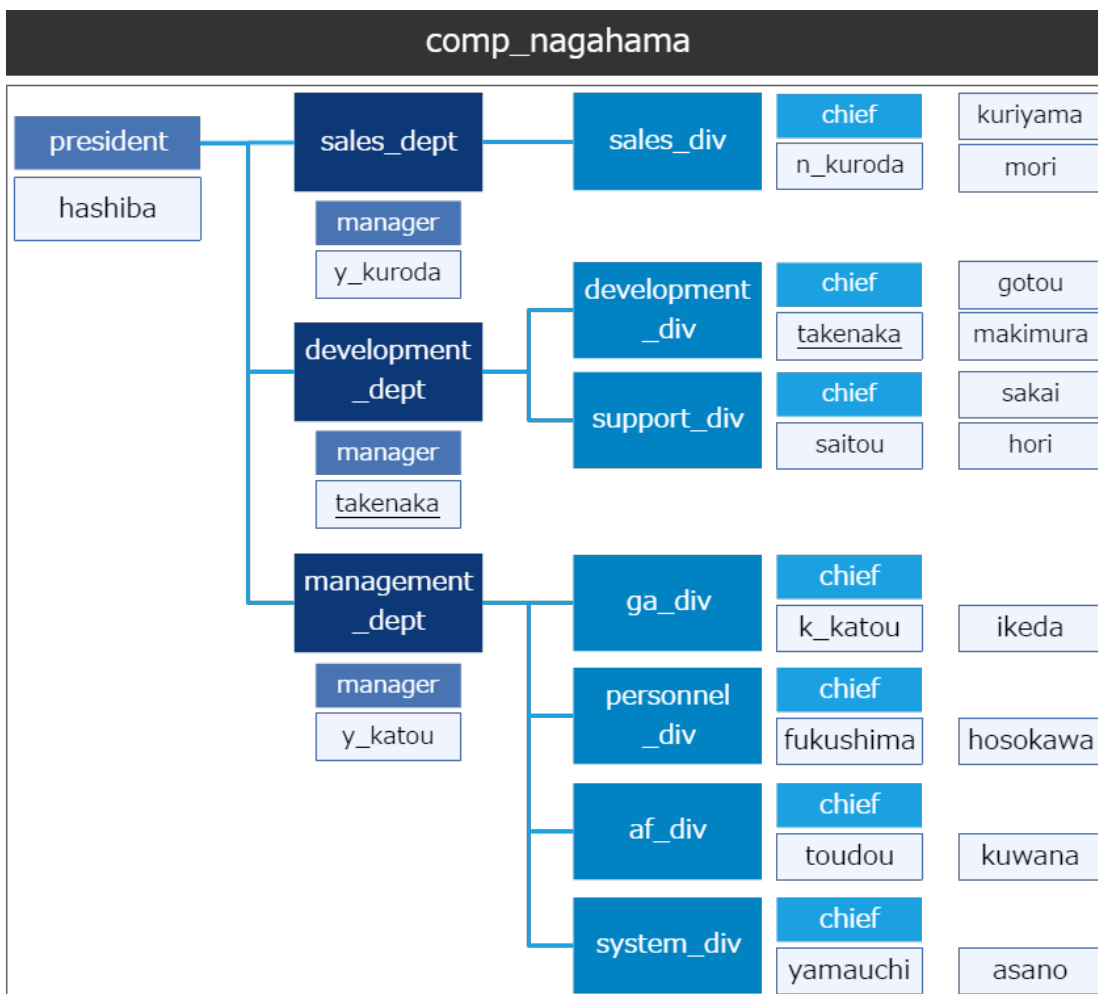 comp_nagahama
president
hashiba
sales_dept
manager
y_kuroda
sales_div
chief
n_kuroda
kuriyama
mori
development
_dept
manager
takenaka
development
_div
chief
takenaka
gotou
makimura
support_div
chief
saitou
sakai
hori
management
_dept
manager
y_katou
ga_div
chief
k_katou
ikeda
personnel
_div
chief
fukushima
hosokawa
af_div
chief
toudou
kuwana
system_div
chief
yamauchi
asano